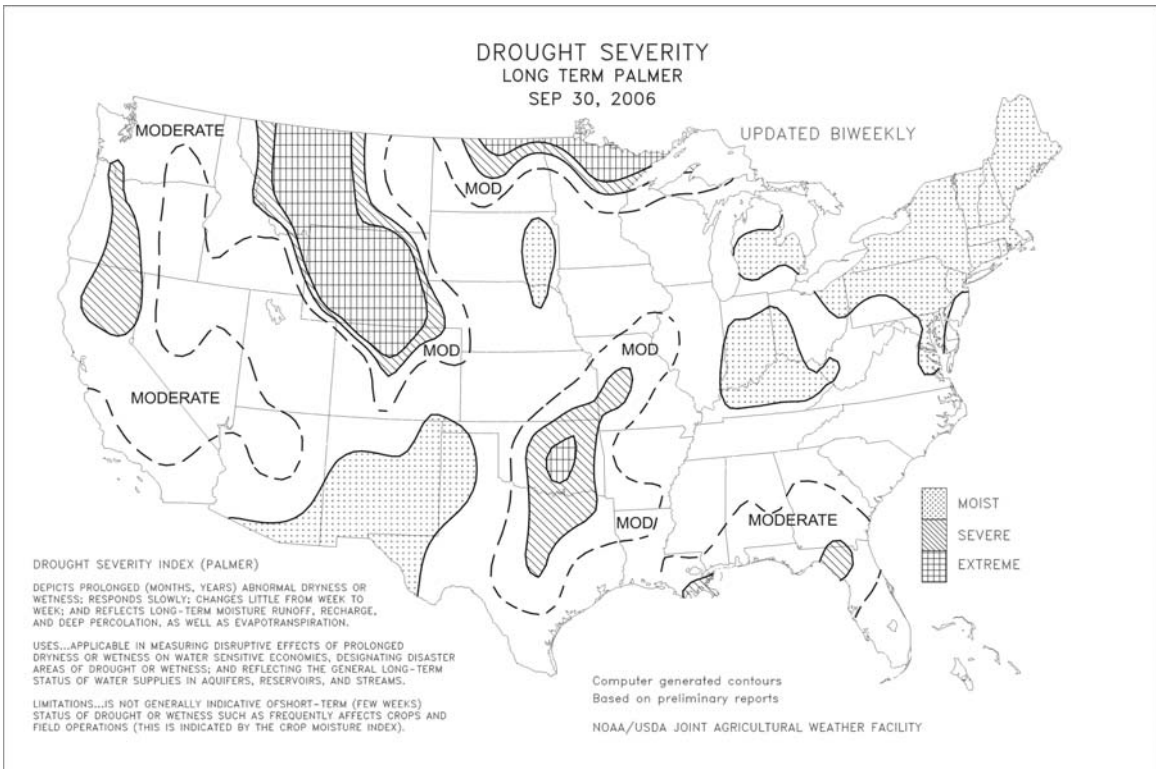 DROUGHT SEVERITY
LONG TERM PALMER
SEP 30, 2006
UPDATED BIWEEKLY
MODERATE
MOD
MOD
MOD
MODERATE
MOD/
MODERATE
MOIST
SEVERE
EXTREME
DROUGHT SEVERITY INDEX (PALMER)
DEPICTS PROLONGED (MONTHS, YEARS) ABNORMAL DRYNESS OR
WETNESS; RESPONDS SLOWLY; CHANGES LITTLE FROM WEEK TO
WEEK; AND REFLECTS LONG-TERM MOISTURE RUNOFF, RECHARGE,
AND DEEP PERCOLATION, AS WELL AS EVAPOTRANSPIRATION.
USES...APPLICABLE IN MEASURING DISRUPTIVE EFFECTS OF PROLONGED
DRYNESS OR WETNESS ON WATER SENSITIVE ECONOMIES, DESIGNATING DISASTER
AREAS OF DROUGHT OR WETNESS; AND REFLECTING THE GENERAL LONG-TERM
STATUS OF WATER SUPPLIES IN AQUIFERS, RESERVOIRS, AND STREAMS.
LIMITATIONS...IS NOT GENERALLY INDICATIVE OFSHORT-TERM (FEW WEEKS)
STATUS OF DROUGHT OR WETNESS SUCH AS FREQUENTLY AFFECTS CROPS AND
FIELD OPERATIONS (THIS IS INDICATED BY THE CROP MOISTURE INDEX).
Computer generated contours
Based on preliminary reports
NOAA/USDA JOINT AGRICULTURAL WEATHER FACILITY